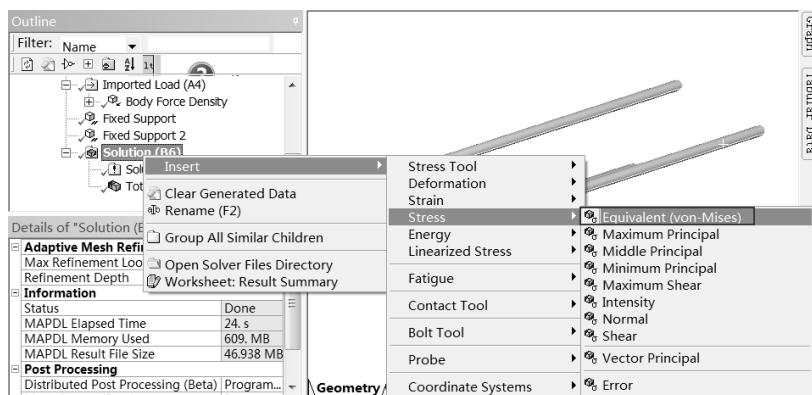 Outline
Filter: Name
Imported Load (A4)
Body Force Density
Fixed Support
Fixed Support 2
Solution (B6)
Insert
Clear Generated Data
Rename (F2)
Group All Similar Children
Open Solver Files Directory
Worksheet: Result Summary
Stress Tool
Deformation
Strain
Stress
Energy
Linearized Stress
Fatigue
Contact Tool
Bolt Tool
Probe
Coordinate Systems
Equivalent (von-Mises)
Maximum Principal
Middle Principal
Minimum Principal
Maximum Shear
Intensity
Normal
Shear
Vector Principal
Error
Details of "Solution (B
Adaptive Mesh Refi
Max Refinement Loo
Refinement Depth
Information
Status Done
MAPDL Elapsed Time 24. s
MAPDL Memory Used 609. MB
MAPDL Result File Size 46.938 MB
Post Processing
Distributed Post Processing (Beta) Program...
Geometry
Graph
Tabular Data